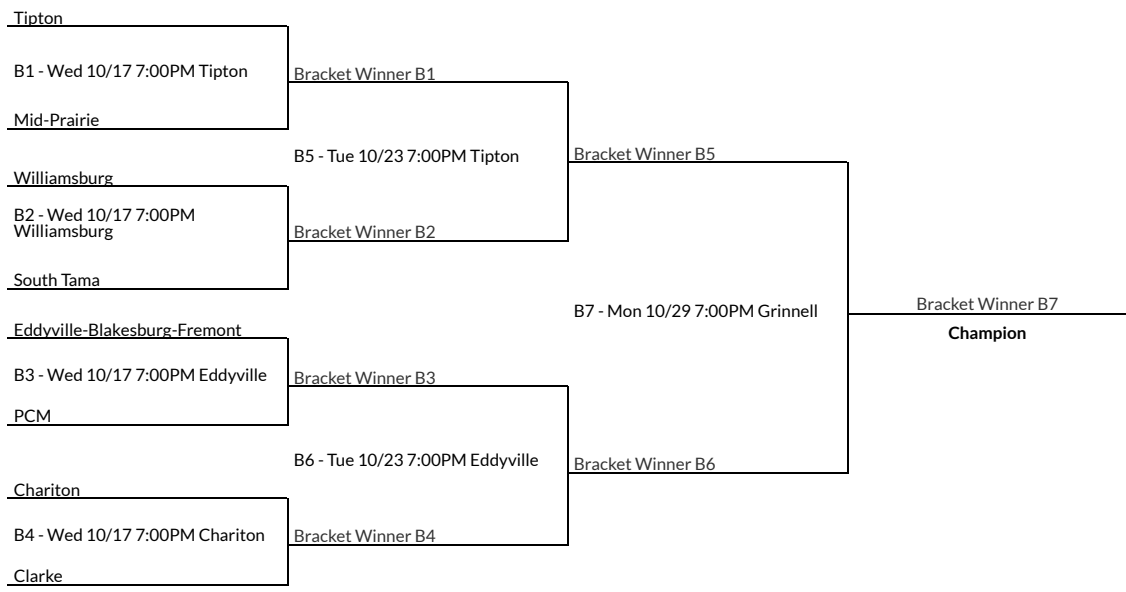 Tipton
B1 - Wed 10/17 7:00PM Tipton
Bracket Winner B1
Mid-Prairie
B5 - Tue 10/23 7:00PM Tipton
Bracket Winner B5
Williamsburg
B2 - Wed 10/17 7:00PM
Williamsburg
Bracket Winner B2
South Tama
B7 - Mon 10/29 7:00PM Grinnell
Bracket Winner B7
Champion
Eddyville-Blakesburg-Fremont
B3 - Wed 10/17 7:00PM Eddyville
Bracket Winner B3
PCM
B6 - Tue 10/23 7:00PM Eddyville
Bracket Winner B6
Chariton
B4 - Wed 10/17 7:00PM Chariton
Bracket Winner B4
Clarke